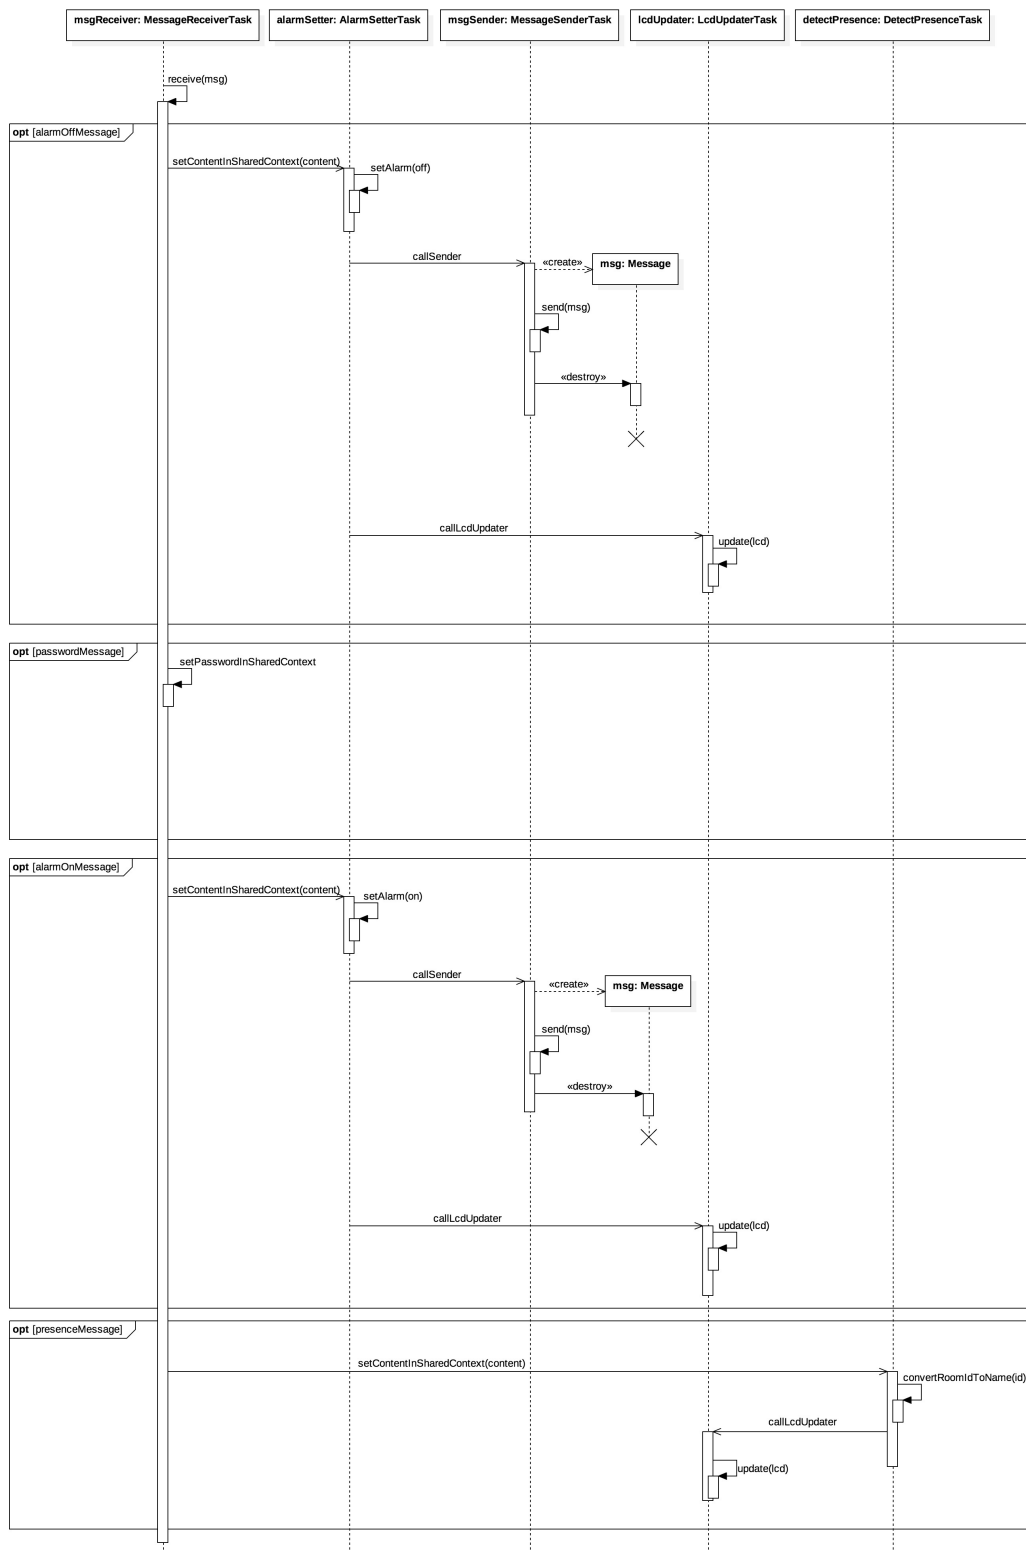 msgReceiver: MessageReceiverTask
alarmSetter: AlarmSetterTask
msgSender: MessageSenderTask
lcdUpdater: LcdUpdaterTask
detectPresence: DetectPresenceTask
receive(msg)
opt [alarmOffMessage]
setContentInSharedContext(content)
setAlarm(off)
callSender
«create»
msg: Message
send(msg)
«destroy»
callLcdUpdater
update(lcd)
opt [passwordMessage]
setPasswordInSharedContext
opt [alarmOnMessage]
setContentInSharedContext(content)
setAlarm(on)
callSender
«create»
msg: Message
send(msg)
«destroy»
callLcdUpdater
update(lcd)
opt [presenceMessage]
setContentInSharedContext(content)
convertRoomIdToName(id)
callLcdUpdater
update(lcd)